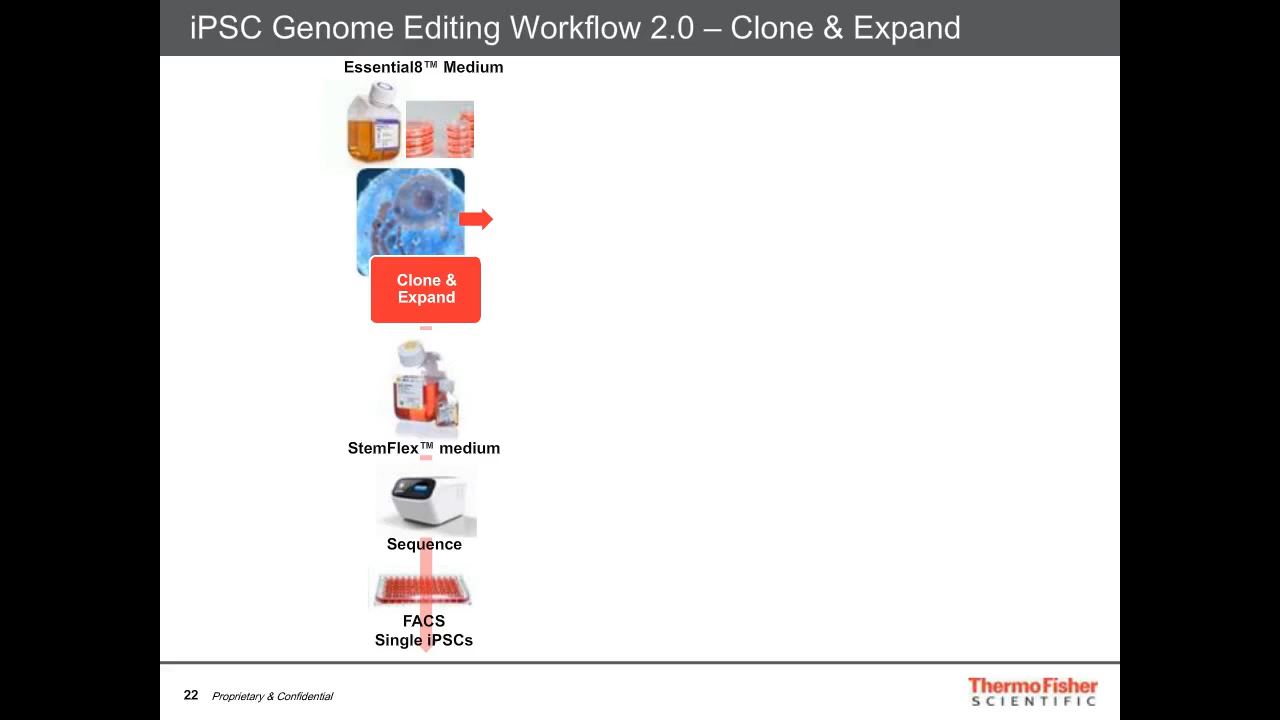 iPSC Genome Editing Workflow 2.0 – Clone & Expand
Essential8™ Medium
Clone &
Expand
StemFlex™ medium
Sequence
FACS
Single iPSCs
22 Proprietary & Confidential
ThermoFisher
SCIENTIFIC